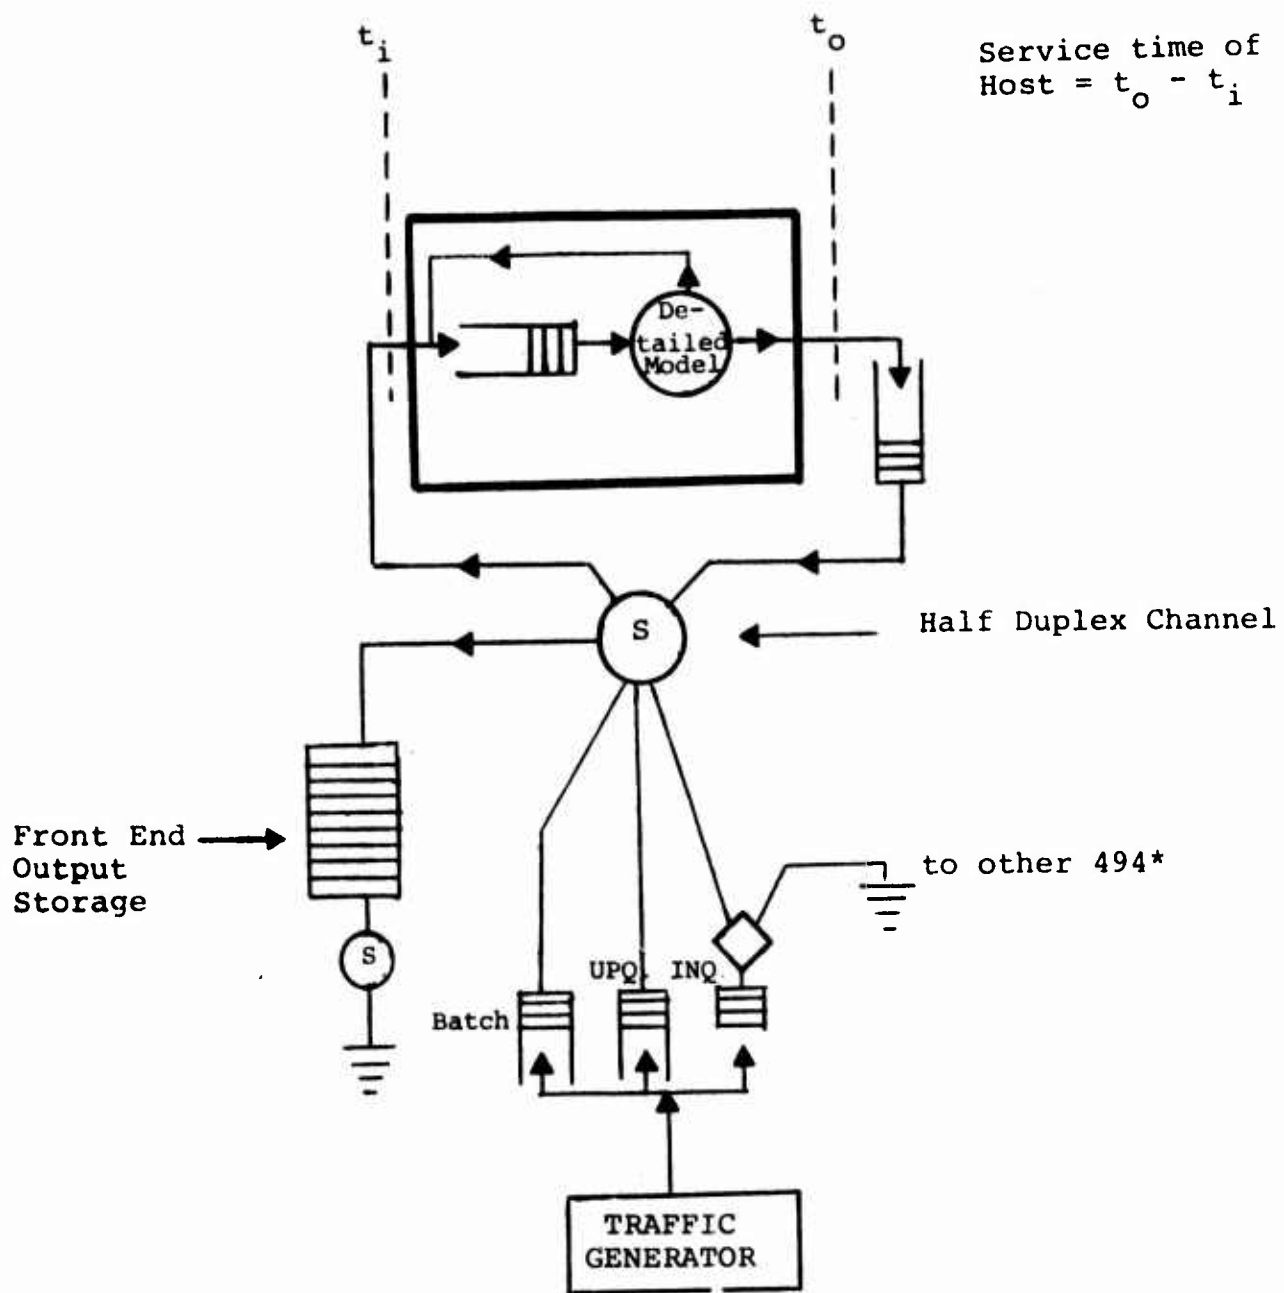 t_i
t_o
Service time of
Host = t_o - t_i
De-
tailed
Model
S
Half Duplex Channel
Front End
Output
Storage
to other 494*
S
UPQ
INQ
Batch
TRAFFIC
GENERATOR